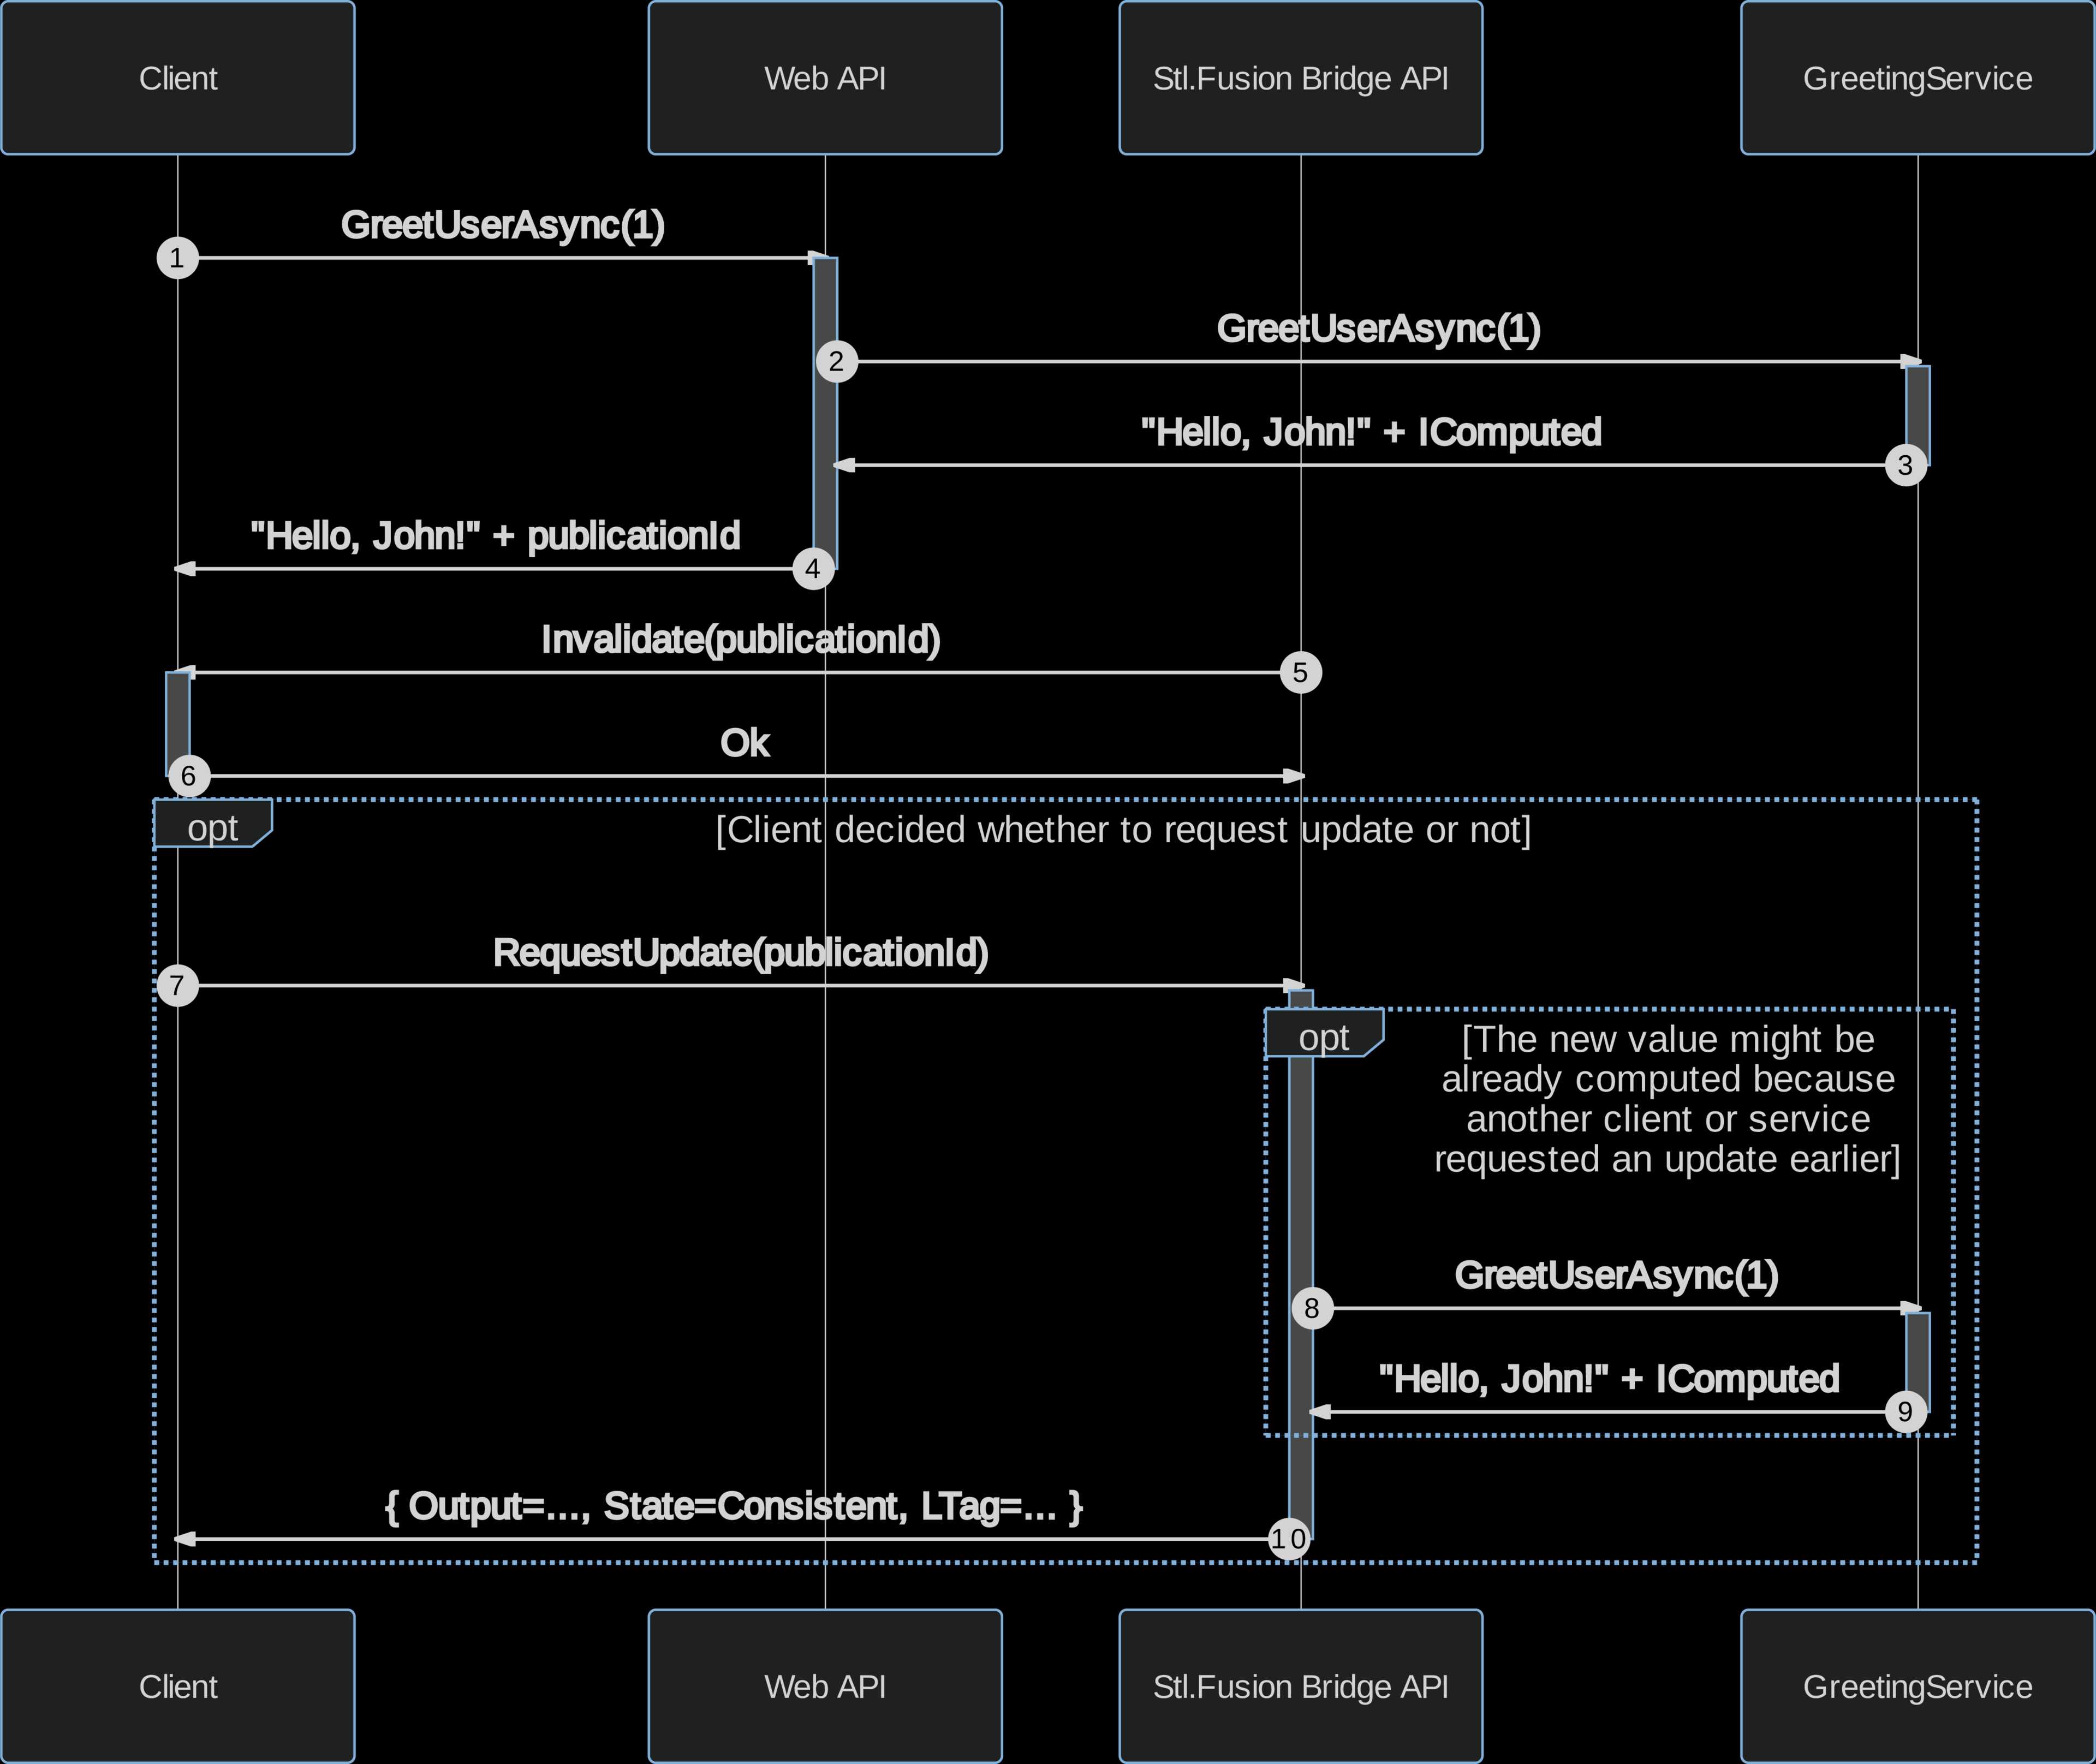 Client
Web API
Stl.Fusion Bridge API
GreetingService
GreetUserAsync(1)
1
GreetUserAsync(1)
2
"Hello, John!" + IComputed
3
"Hello, John!" + publicationId
4
Invalidate(publicationId)
5
Ok
6
opt
[Client decided whether to request update or not]
RequestUpdate(publicationId)
7
opt
[The new value might be
already computed because
another client or service
requested an update earlier]
GreetUserAsync(1)
8
"Hello, John!" + IComputed
9
{ Output=..., State=Consistent, LTag=... }
10
Client
Web API
Stl.Fusion Bridge API
GreetingService